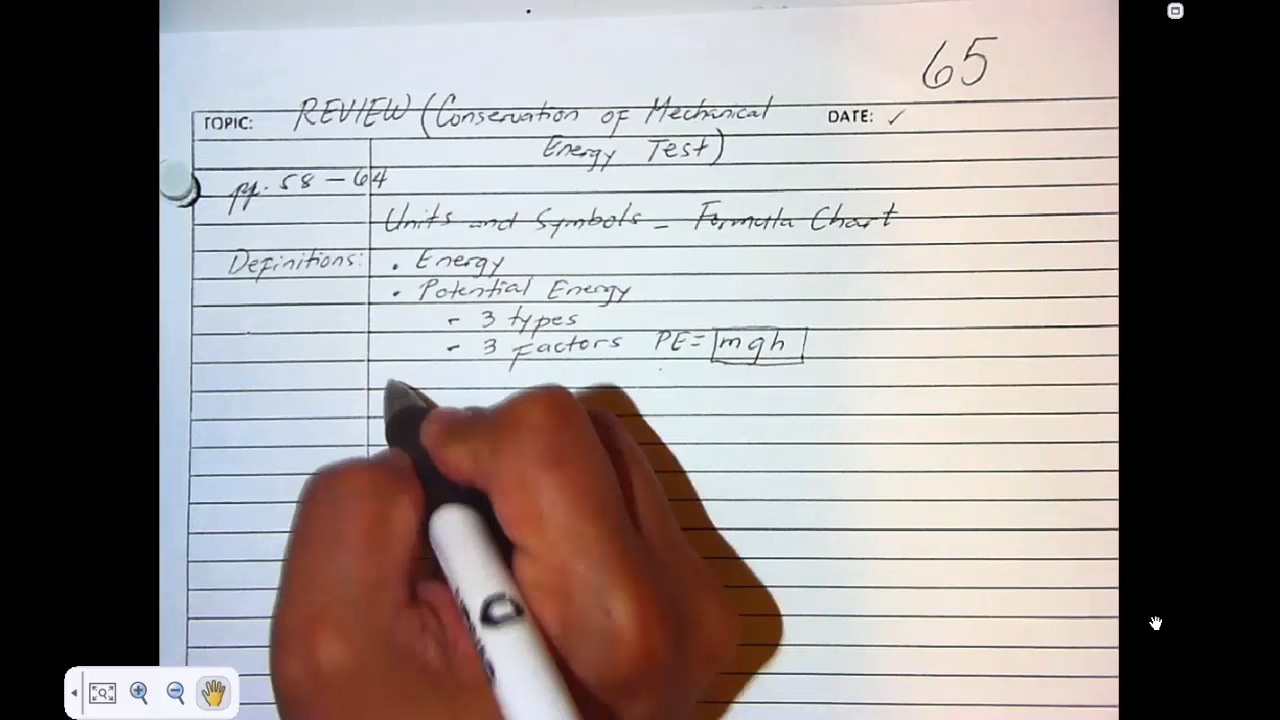 65
TOPIC: REVIEW (Conservation of Mechanical DATE: ✓
Energy Test)
pp. 58 - 64
Units and Symbols - Formula Chart
Definitions: • Energy
• Potential Energy
- 3 types
- 3 Factors PE = mgh